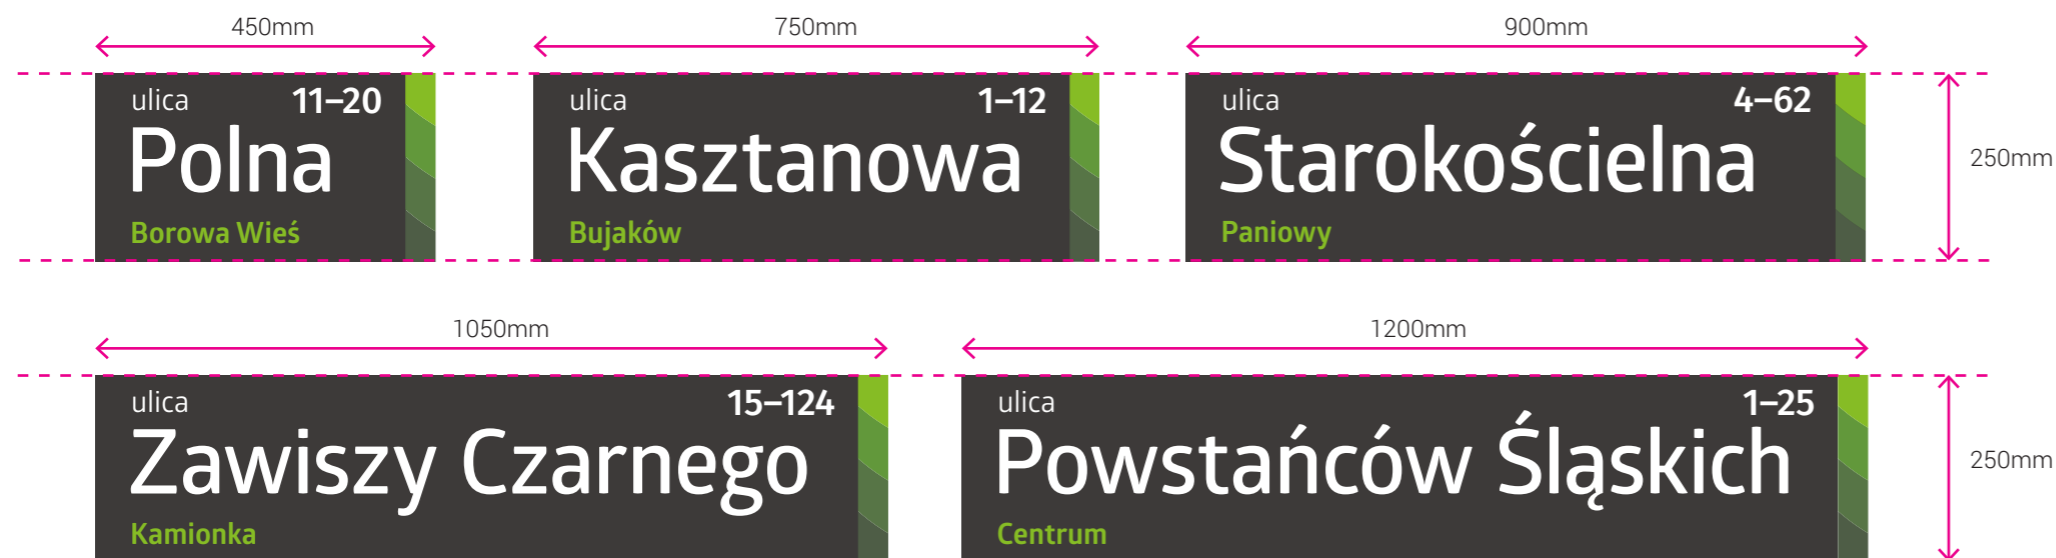 450mm
750mm
900mm
ulica 11–20
Polna
Borowa Wieś
ulica 1–12
Kasztanowa
Bujaków
ulica 4–62
Starokościelna
Paniowy
250mm
1050mm
1200mm
ulica 15–124
Zawiszy Czarnego
Kamionka
ulica 1–25
Powstańców Śląskich
Centrum
250mm